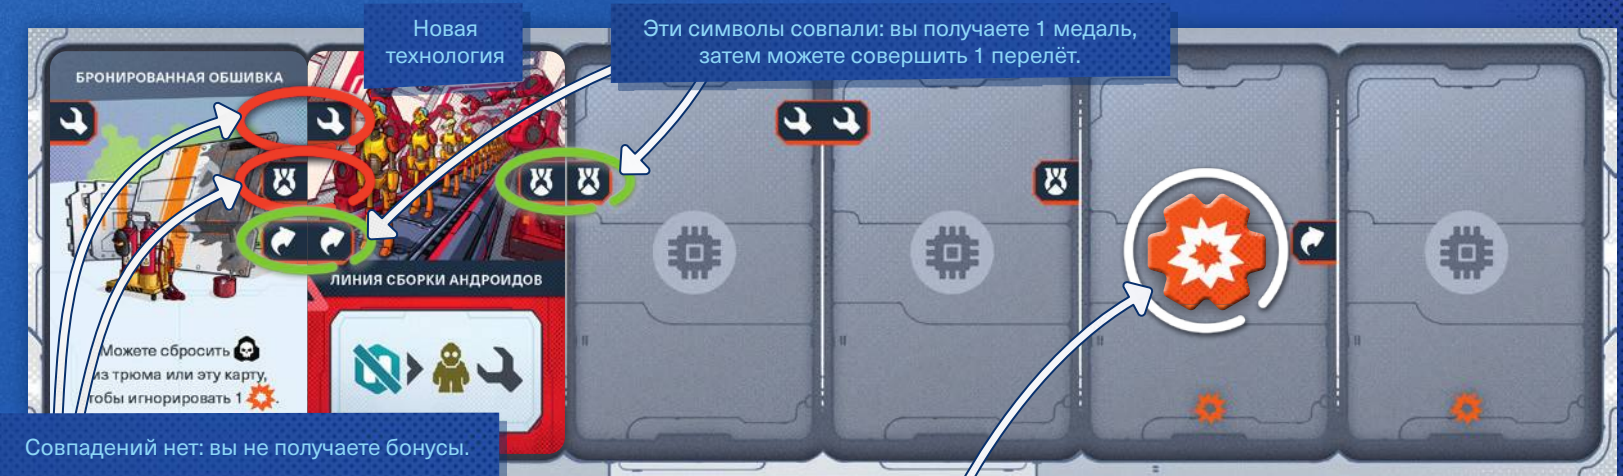 Новая
технология
Эти символы совпали: вы получаете 1 медаль,
затем можете совершить 1 перелёт.
БРОНИРОВАННАЯ ОБШИВКА
ЛИНИЯ СБОРКИ АНДРОИДОВ
Можете сбросить
из трюма или эту карту,
чтобы игнорировать 1
Совпадений нет: вы не получаете бонусы.